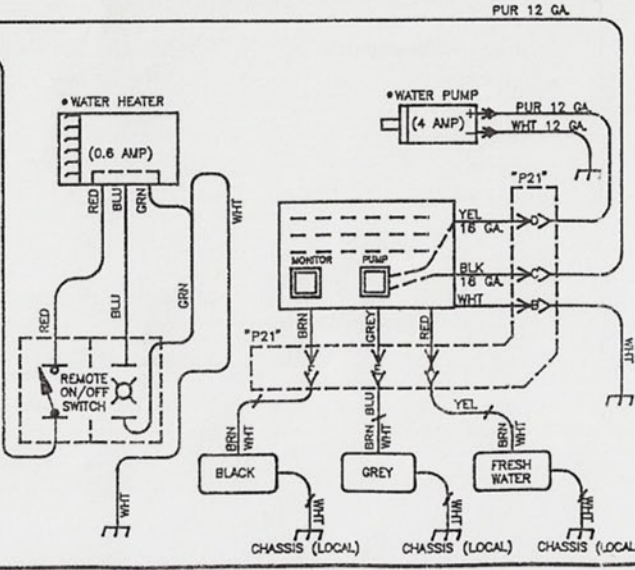 PUR 12 GA.
• WATER HEATER
(0.6 AMP)
RED
BLU
GRN
WHT
RED
BLU
GRN
REMOTE
ON/OFF
SWITCH
WHT
• WATER PUMP
(4 AMP)
+
−
PUR 12 GA.
WHT 12 GA.
"P21"
MONITOR
PUMP
YEL
16 GA.
BLK
16 GA.
WHT
WHT
"P21"
BRN
GREY
RED
BLU
YEL
BRN
WHT
BRN
WHT
BRN
WHT
BLACK
GREY
FRESH
WATER
WHT
WHT
WHT
CHASSIS (LOCAL)
CHASSIS (LOCAL)
CHASSIS (LOCAL